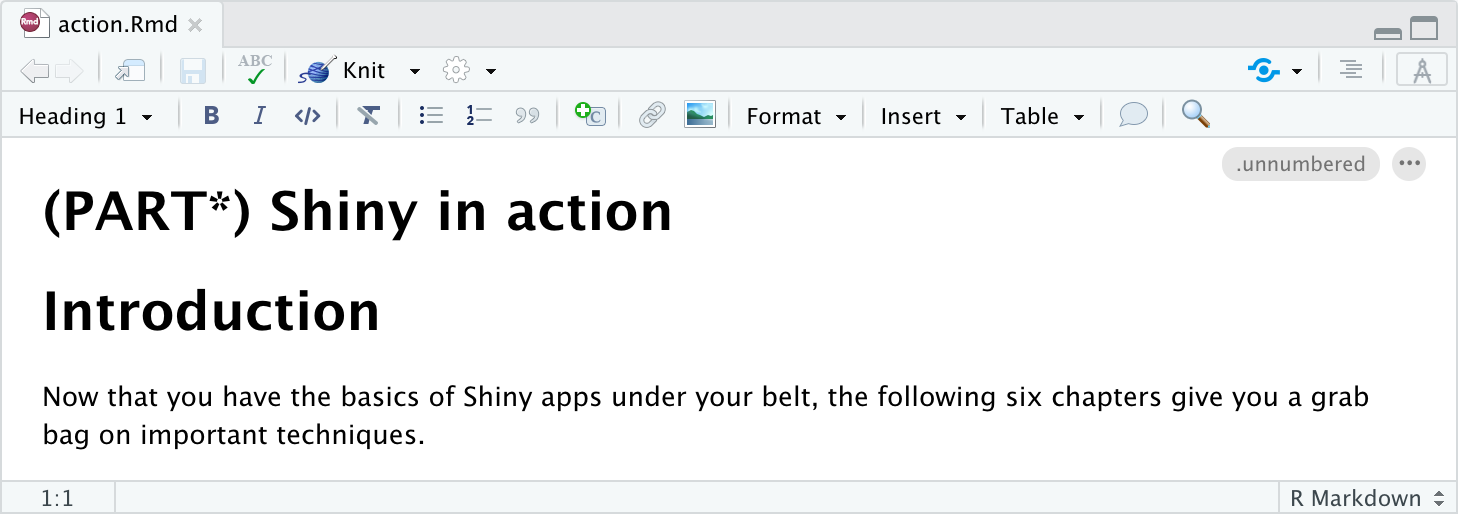 Rmd action.Rmd
ABC Knit
Heading 1 B I </> 1 2 C Format Insert Table
.unnumbered
(PART*) Shiny in action
Introduction
Now that you have the basics of Shiny apps under your belt, the following six chapters give you a grab
bag on important techniques.
1:1 R Markdown